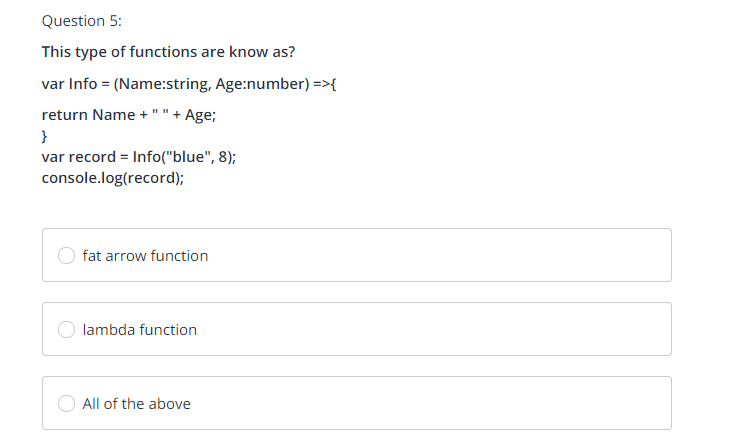 Question 5:
This type of functions are know as?
var Info = (Name:string, Age:number) =>{
return Name + " " + Age;
}
var record = Info("blue", 8);
console.log(record);
fat arrow function
lambda function
All of the above